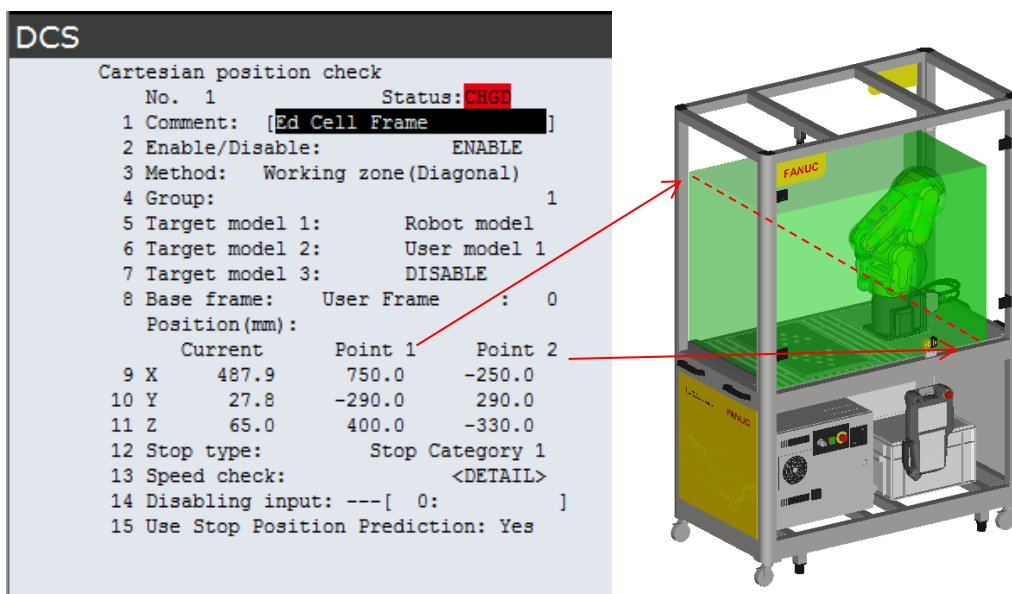 DCS
Cartesian position check
No. 1 Status:CHGD
1 Comment: [Ed Cell Frame ]
2 Enable/Disable: ENABLE
3 Method: Working zone(Diagonal)
4 Group: 1
5 Target model 1: Robot model
6 Target model 2: User model 1
7 Target model 3: DISABLE
8 Base frame: User Frame : 0
Position(mm):
Current Point 1 Point 2
9 X 487.9 750.0 -250.0
10 Y 27.8 -290.0 290.0
11 Z 65.0 400.0 -330.0
12 Stop type: Stop Category 1
13 Speed check: <DETAIL>
14 Disabling input: ---[ 0: ]
15 Use Stop Position Prediction: Yes
FANUC
FANUC